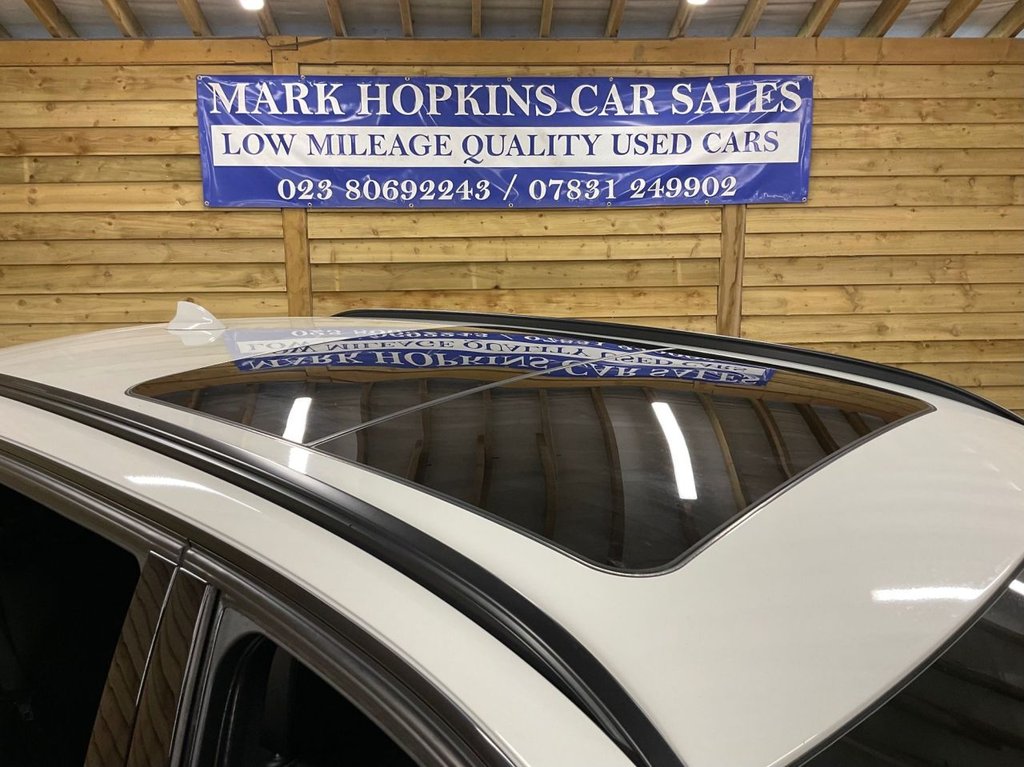 MARK HOPKINS CAR SALES
LOW MILEAGE QUALITY USED CARS
023 80692243 / 07831 249902